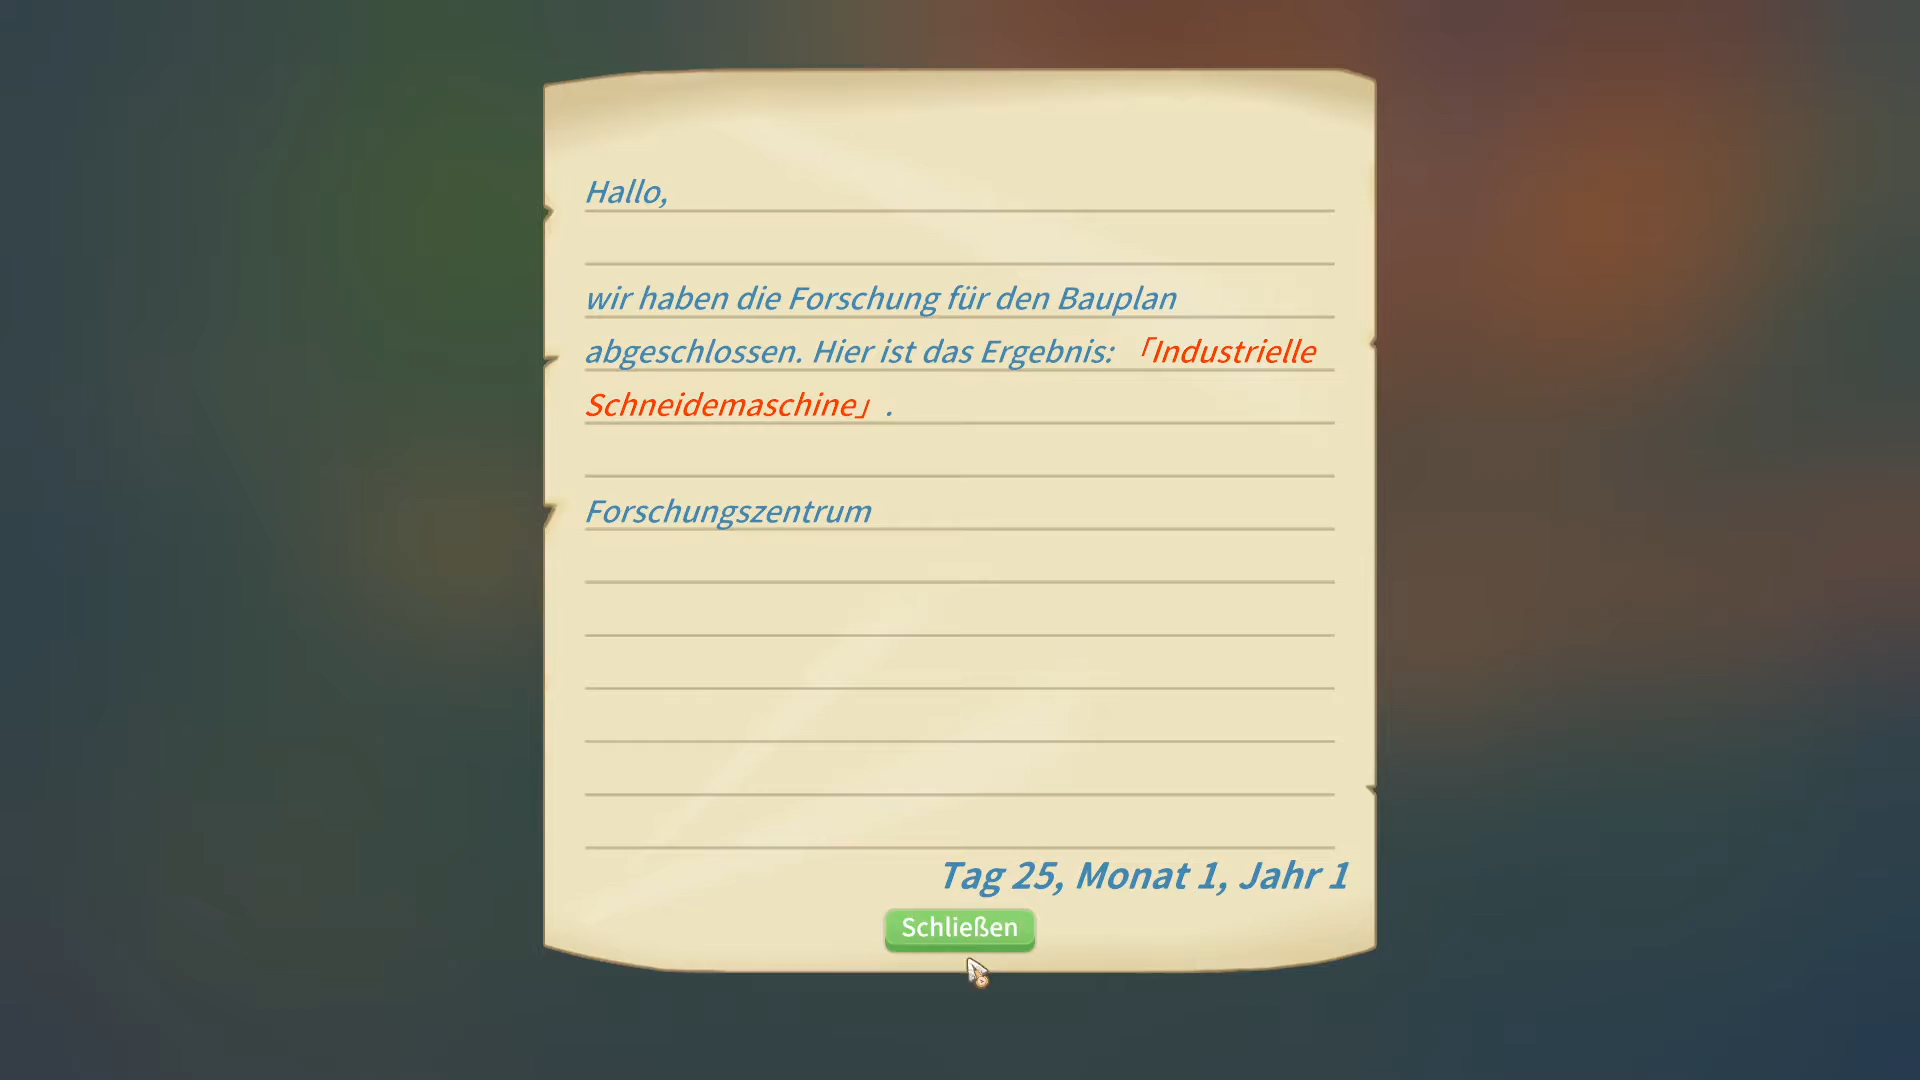 Hallo,
wir haben die Forschung für den Bauplan
abgeschlossen. Hier ist das Ergebnis: 「Industrielle
Schneidemaschine」.
Forschungszentrum
Tag 25, Monat 1, Jahr 1
Schließen